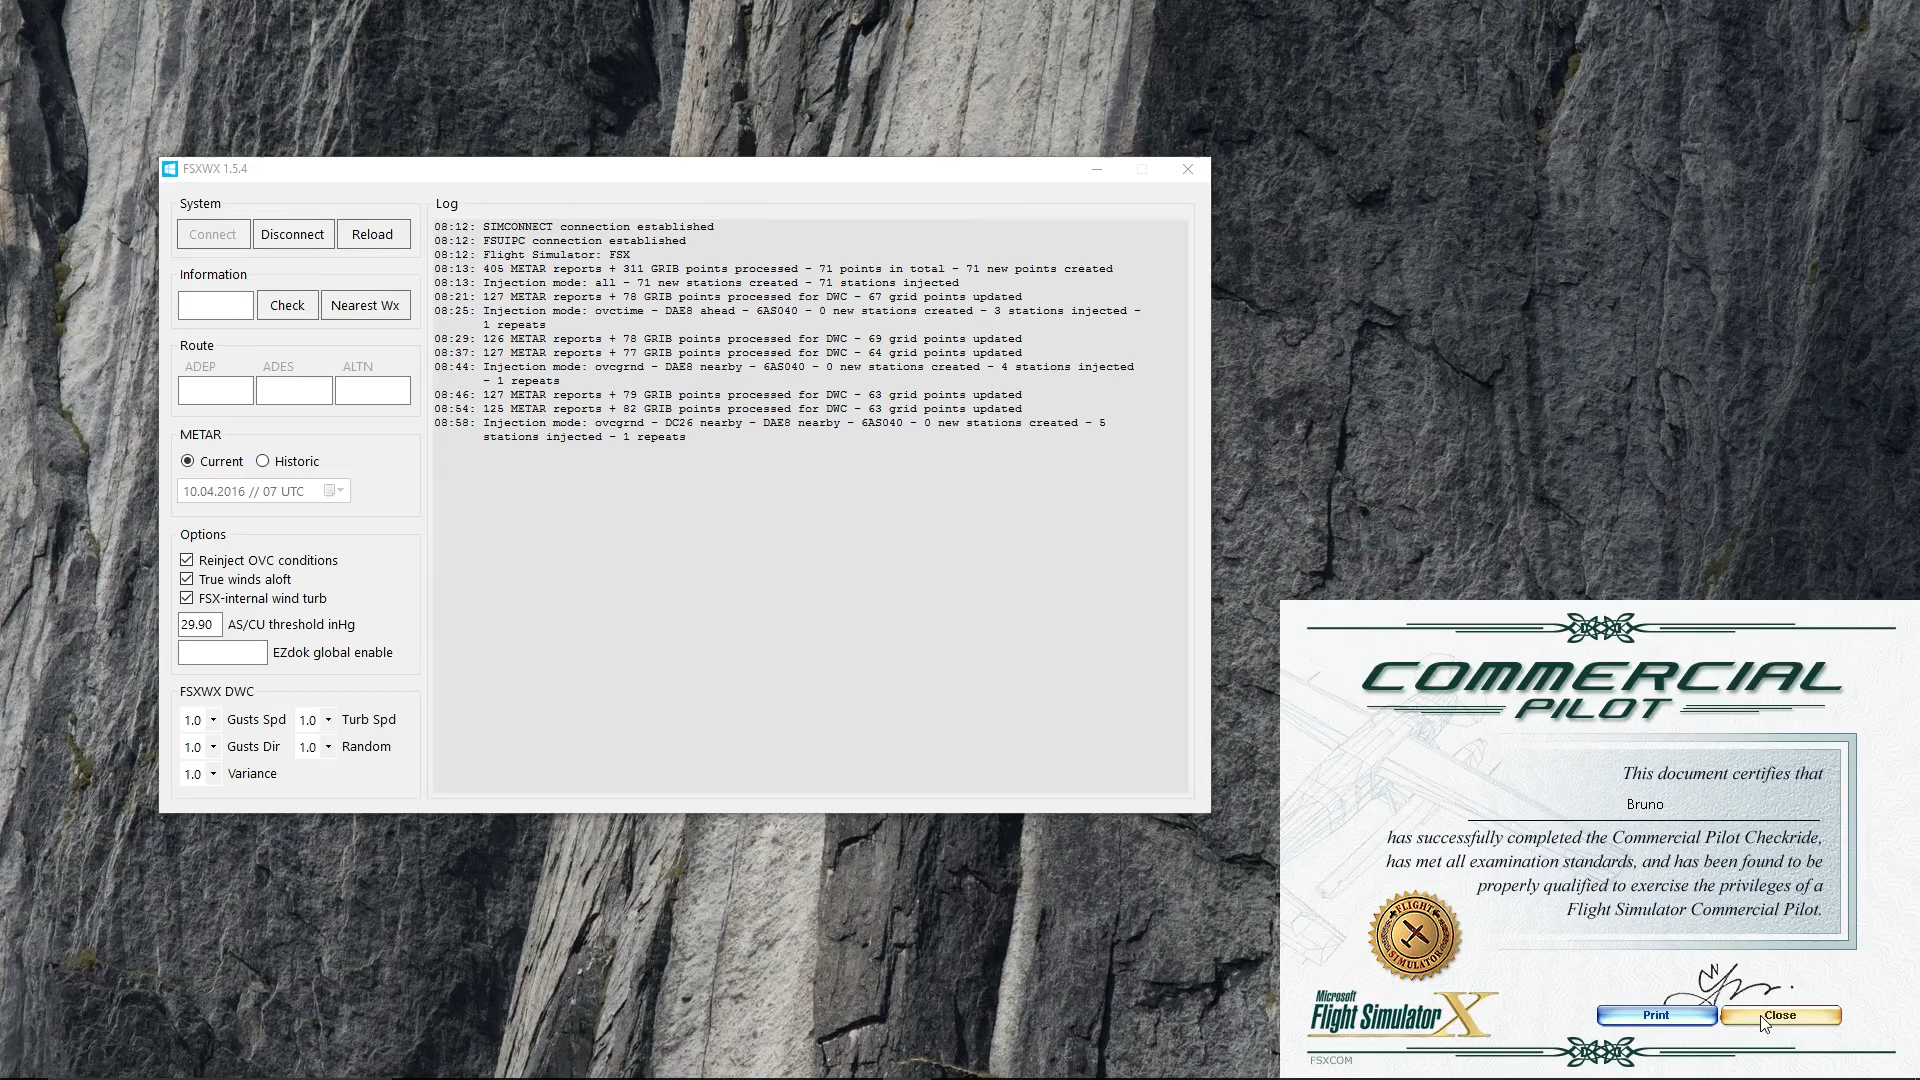 FSXWX 1.5.4
System
Connect
Disconnect
Reload
Information
Check
Nearest Wx
Route
ADEP
ADES
ALTN
METAR
Current
Historic
10.04.2016 // 07 UTC
Options
Reinject OVC conditions
True winds aloft
FSX-internal wind turb
29.90 AS/CU threshold inHg
EZdok global enable
FSXWX DWC
1.0 Gusts Spd 1.0 Turb Spd
1.0 Gusts Dir 1.0 Random
1.0 Variance
Log
08:12: SIMCONNECT connection established
08:12: FSUIPC connection established
08:12: Flight Simulator: FSX
08:13: 405 METAR reports + 311 GRIB points processed - 71 points in total - 71 new points created
08:13: Injection mode: all - 71 new stations created - 71 stations injected
08:21: 127 METAR reports + 78 GRIB points processed for DWC - 67 grid points updated
08:25: Injection mode: ovctime - DAE8 ahead - 6AS040 - 0 new stations created - 3 stations injected -
1 repeats
08:29: 126 METAR reports + 78 GRIB points processed for DWC - 69 grid points updated
08:37: 127 METAR reports + 77 GRIB points processed for DWC - 64 grid points updated
08:44: Injection mode: ovcgrnd - DAE8 nearby - 6AS040 - 0 new stations created - 4 stations injected
- 1 repeats
08:46: 127 METAR reports + 79 GRIB points processed for DWC - 63 grid points updated
08:54: 125 METAR reports + 82 GRIB points processed for DWC - 63 grid points updated
08:58: Injection mode: ovcgrnd - DC26 nearby - DAE8 nearby - 6AS040 - 0 new stations created - 5
stations injected - 1 repeats
COMMERCIAL
PILOT
This document certifies that
Bruno
has successfully completed the Commercial Pilot Checkride,
has met all examination standards, and has been found to be
properly qualified to exercise the privileges of a
Flight Simulator Commercial Pilot.
FLIGHT
SIMULATOR
Microsoft
Flight Simulator X
Print
Close
FSXCOM